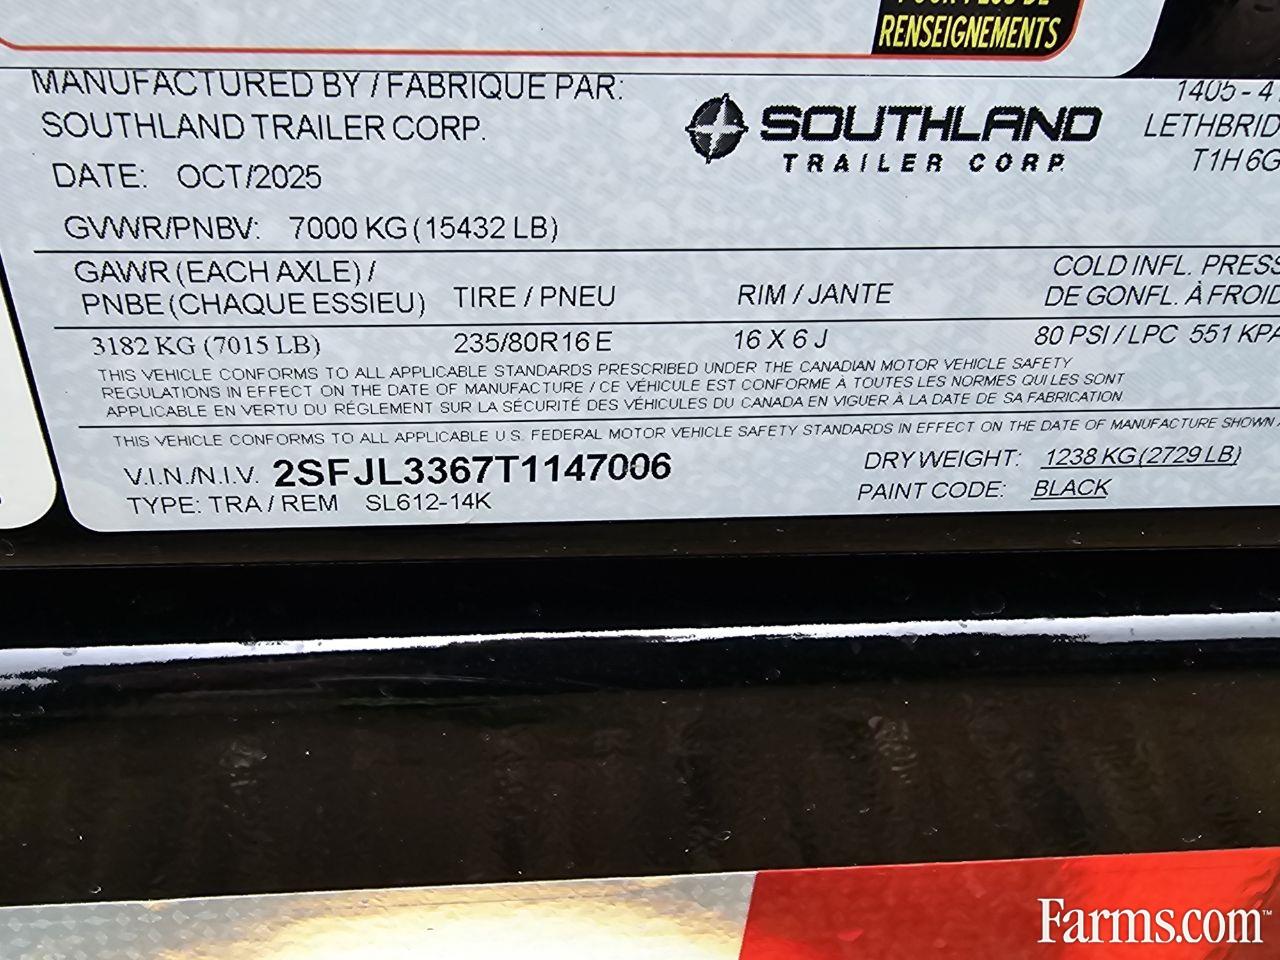 RENSEIGNEMENTS
MANUFACTURED BY / FABRIQUE PAR:
SOUTHLAND TRAILER CORP.
DATE: OCT/2025
GVWR/PNBV: 7000 KG (15432 LB)
SOUTHLAND
TRAILER CORP.
1405 - 4
LETHBRID
T1H 6G
GAWR (EACH AXLE) /
PNBE (CHAQUE ESSIEU)
TIRE / PNEU
RIM / JANTE
COLD INFL. PRESS
DE GONFL. À FROID
3182 KG (7015 LB) 235/80R16 E 16 X 6 J 80 PSI / LPC 551 KPA
THIS VEHICLE CONFORMS TO ALL APPLICABLE STANDARDS PRESCRIBED UNDER THE CANADIAN MOTOR VEHICLE SAFETY
REGULATIONS IN EFFECT ON THE DATE OF MANUFACTURE / CE VÉHICULE EST CONFORME À TOUTES LES NORMES QUI LES SONT
APPLICABLE EN VERTU DU RÉGLEMENT SUR LA SÉCURITÉ DES VÉHICULES DU CANADA EN VIGUER À LA DATE DE SA FABRICATION
THIS VEHICLE CONFORMS TO ALL APPLICABLE U.S. FEDERAL MOTOR VEHICLE SAFETY STANDARDS IN EFFECT ON THE DATE OF MANUFACTURE SHOWN
V.I.N./N.I.V. 2SFJL3367T1147006
TYPE: TRA / REM SL612-14K
DRY WEIGHT: 1238 KG (2729 LB)
PAINT CODE: BLACK
Farms.com™